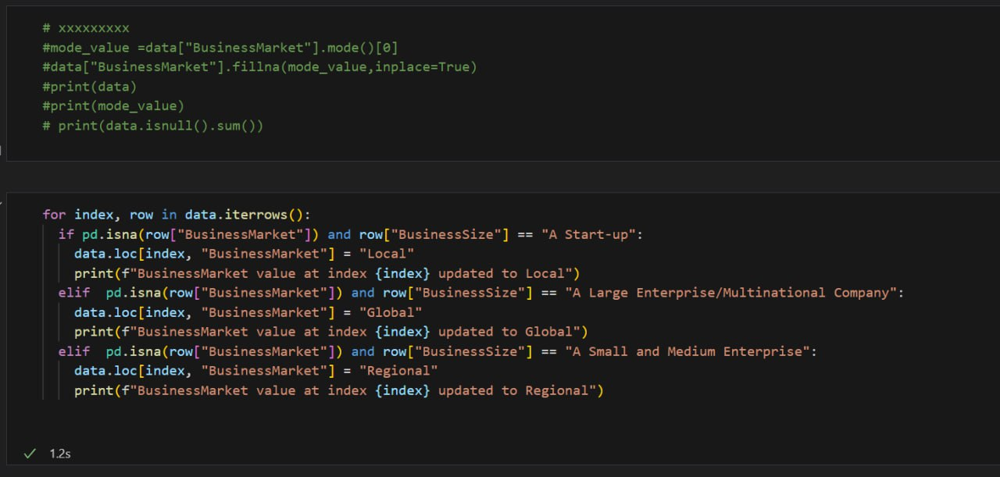 # xxxxxxxxx
#mode_value =data["BusinessMarket"].mode()[0]
#data["BusinessMarket"].fillna(mode_value,inplace=True)
#print(data)
#print(mode_value)
# print(data.isnull().sum())
for index, row in data.iterrows():
  if pd.isna(row["BusinessMarket"]) and row["BusinessSize"] == "A Start-up":
    data.loc[index, "BusinessMarket"] = "Local"
    print(f"BusinessMarket value at index {index} updated to Local")
  elif  pd.isna(row["BusinessMarket"]) and row["BusinessSize"] == "A Large Enterprise/Multinational Company":
    data.loc[index, "BusinessMarket"] = "Global"
    print(f"BusinessMarket value at index {index} updated to Global")
  elif  pd.isna(row["BusinessMarket"]) and row["BusinessSize"] == "A Small and Medium Enterprise":
    data.loc[index, "BusinessMarket"] = "Regional"
    print(f"BusinessMarket value at index {index} updated to Regional")
1.2s